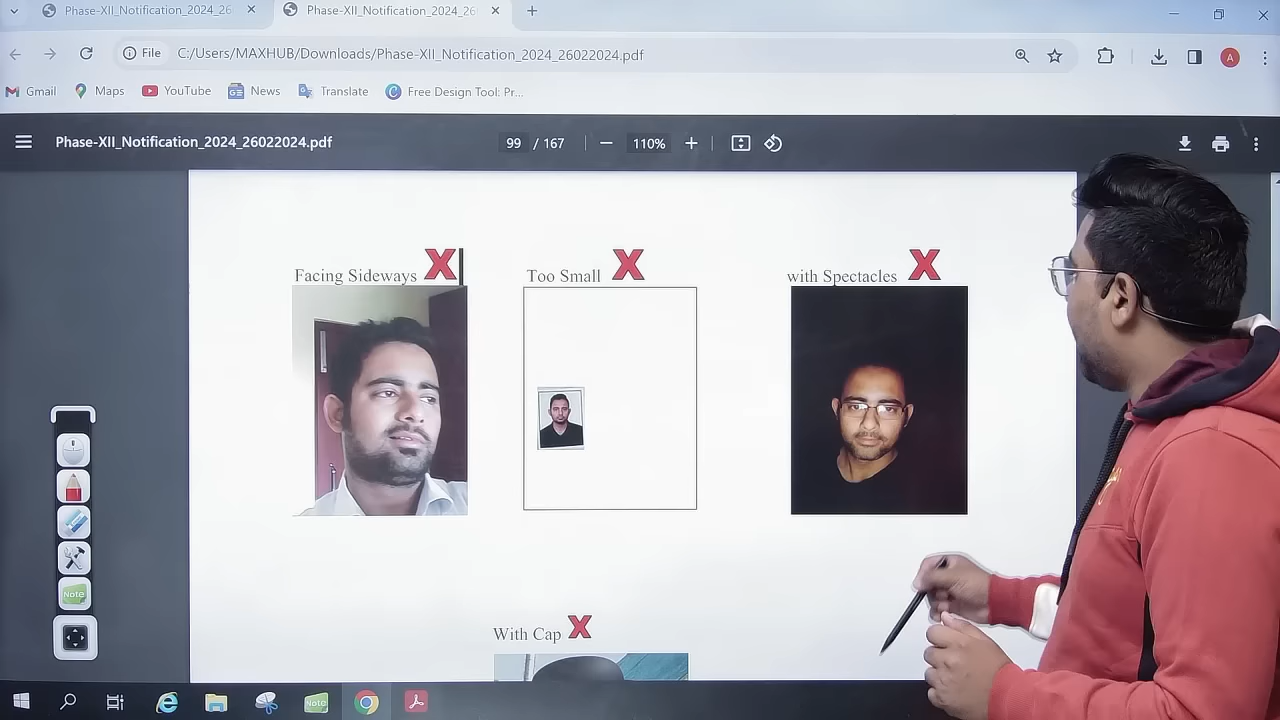 Phase-XII_Notification_2024_26
Phase-XII_Notification_2024_26
File
C:/Users/MAXHUB/Downloads/Phase-XII_Notification_2024_26022024.pdf
A
Gmail
Maps
YouTube
News
Translate
Free Design Tool: Pr...
Phase-XII_Notification_2024_26022024.pdf
99 / 167
110%
Facing Sideways X
Too Small X
with Spectacles X
With Cap X
Note
Note